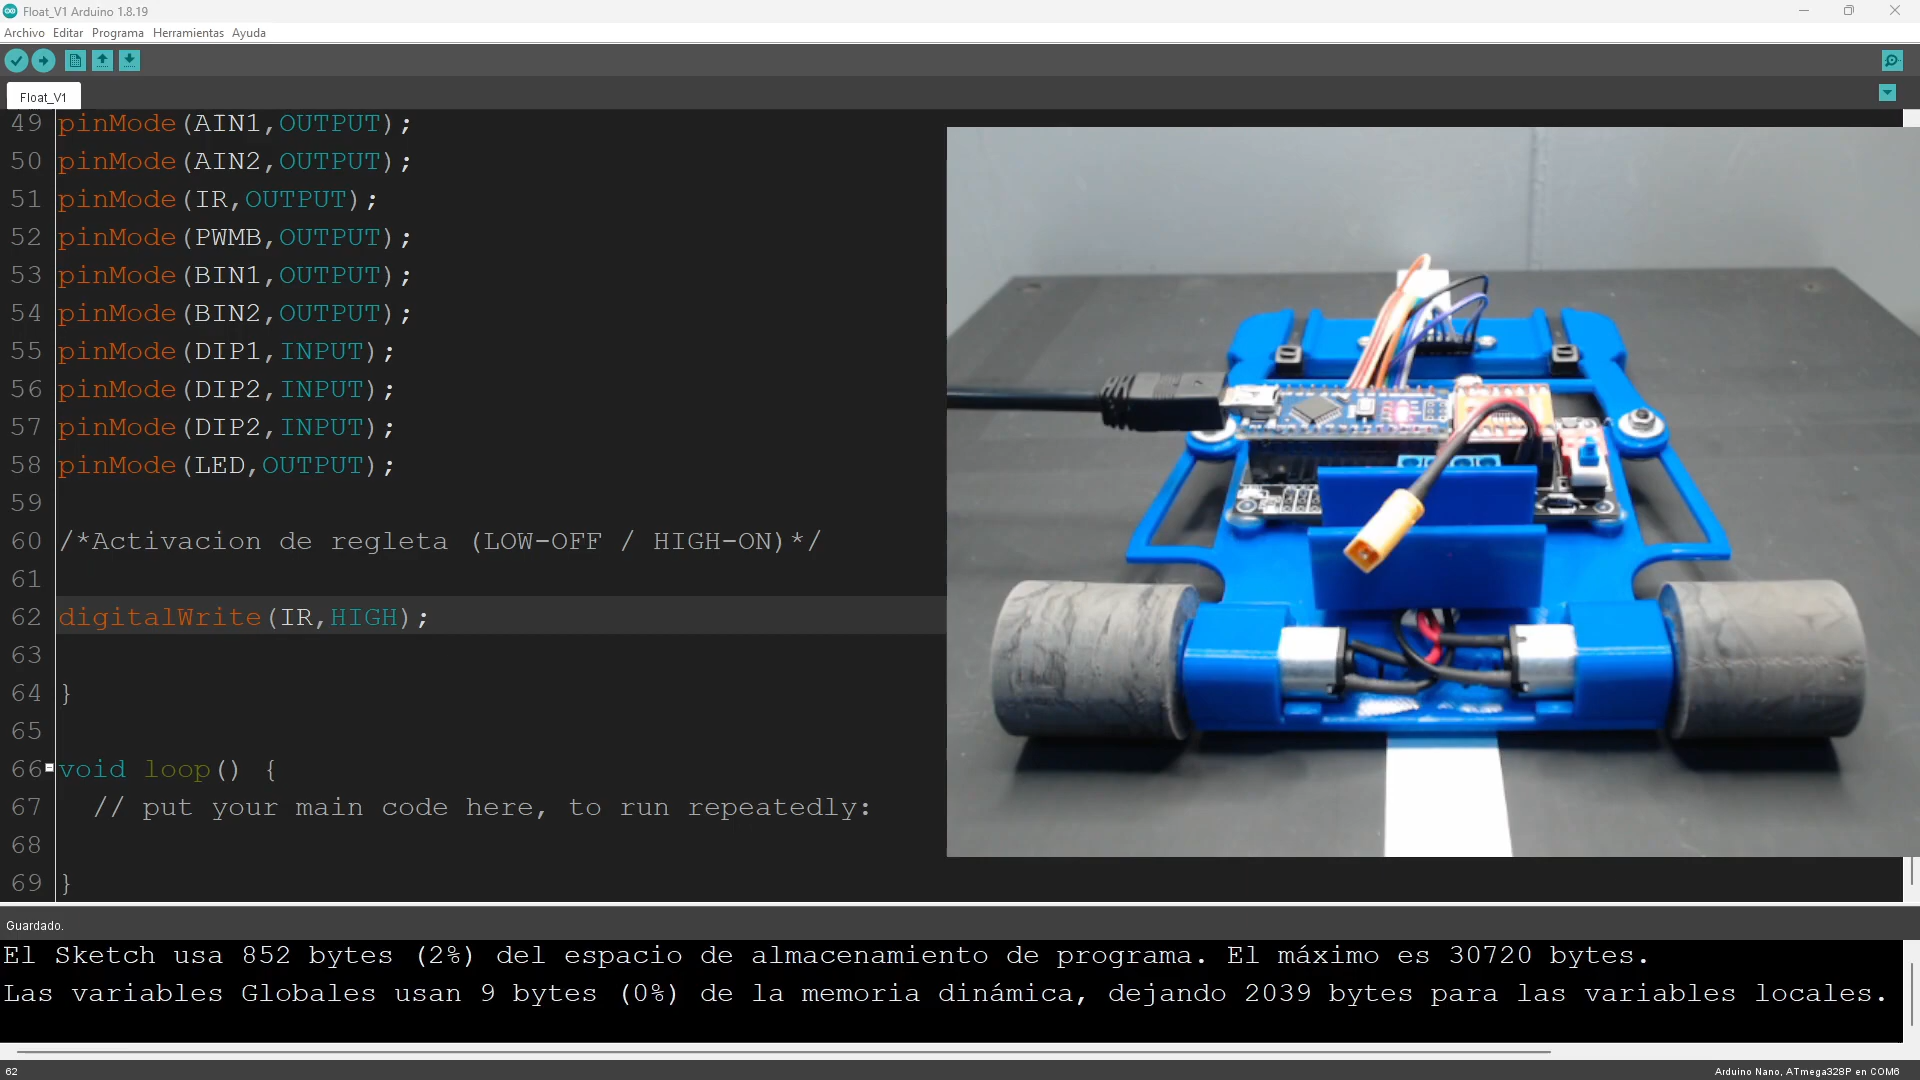 Float_V1 Arduino 1.8.19
Archivo Editar Programa Herramientas Ayuda
Float_V1
49 pinMode(AIN1,OUTPUT);
50 pinMode(AIN2,OUTPUT);
51 pinMode(IR,OUTPUT);
52 pinMode(PWMB,OUTPUT);
53 pinMode(BIN1,OUTPUT);
54 pinMode(BIN2,OUTPUT);
55 pinMode(DIP1,INPUT);
56 pinMode(DIP2,INPUT);
57 pinMode(DIP2,INPUT);
58 pinMode(LED,OUTPUT);
59
60 /*Activacion de regleta (LOW-OFF / HIGH-ON)*/
61
62 digitalWrite(IR,HIGH);
63
64 }
65
66 void loop() {
67 // put your main code here, to run repeatedly:
68
69 }
Guardado.
El Sketch usa 852 bytes (2%) del espacio de almacenamiento de programa. El máximo es 30720 bytes.
Las variables Globales usan 9 bytes (0%) de la memoria dinámica, dejando 2039 bytes para las variables locales.
62
Arduino Nano, ATmega328P en COM6